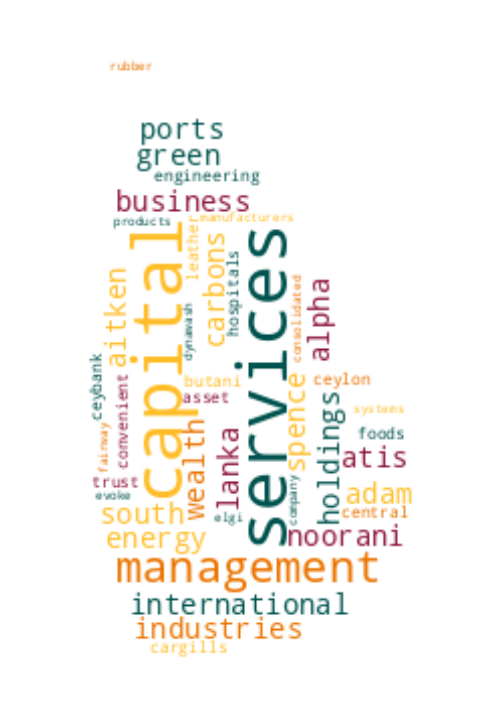 rubber
ports
green
engineering
business
products
manufacturers
leather
capital
services
carbons
hospitals
consolidated
alpha
aitken
dynawash
ceybank
convenient
butani
asset
spence
ceylon
systems
fairway
wealth
lanka
holdings
foods
atis
trust
evoke
company
adam
south
elgi
central
energy
noorani
management
international
industries
cargills